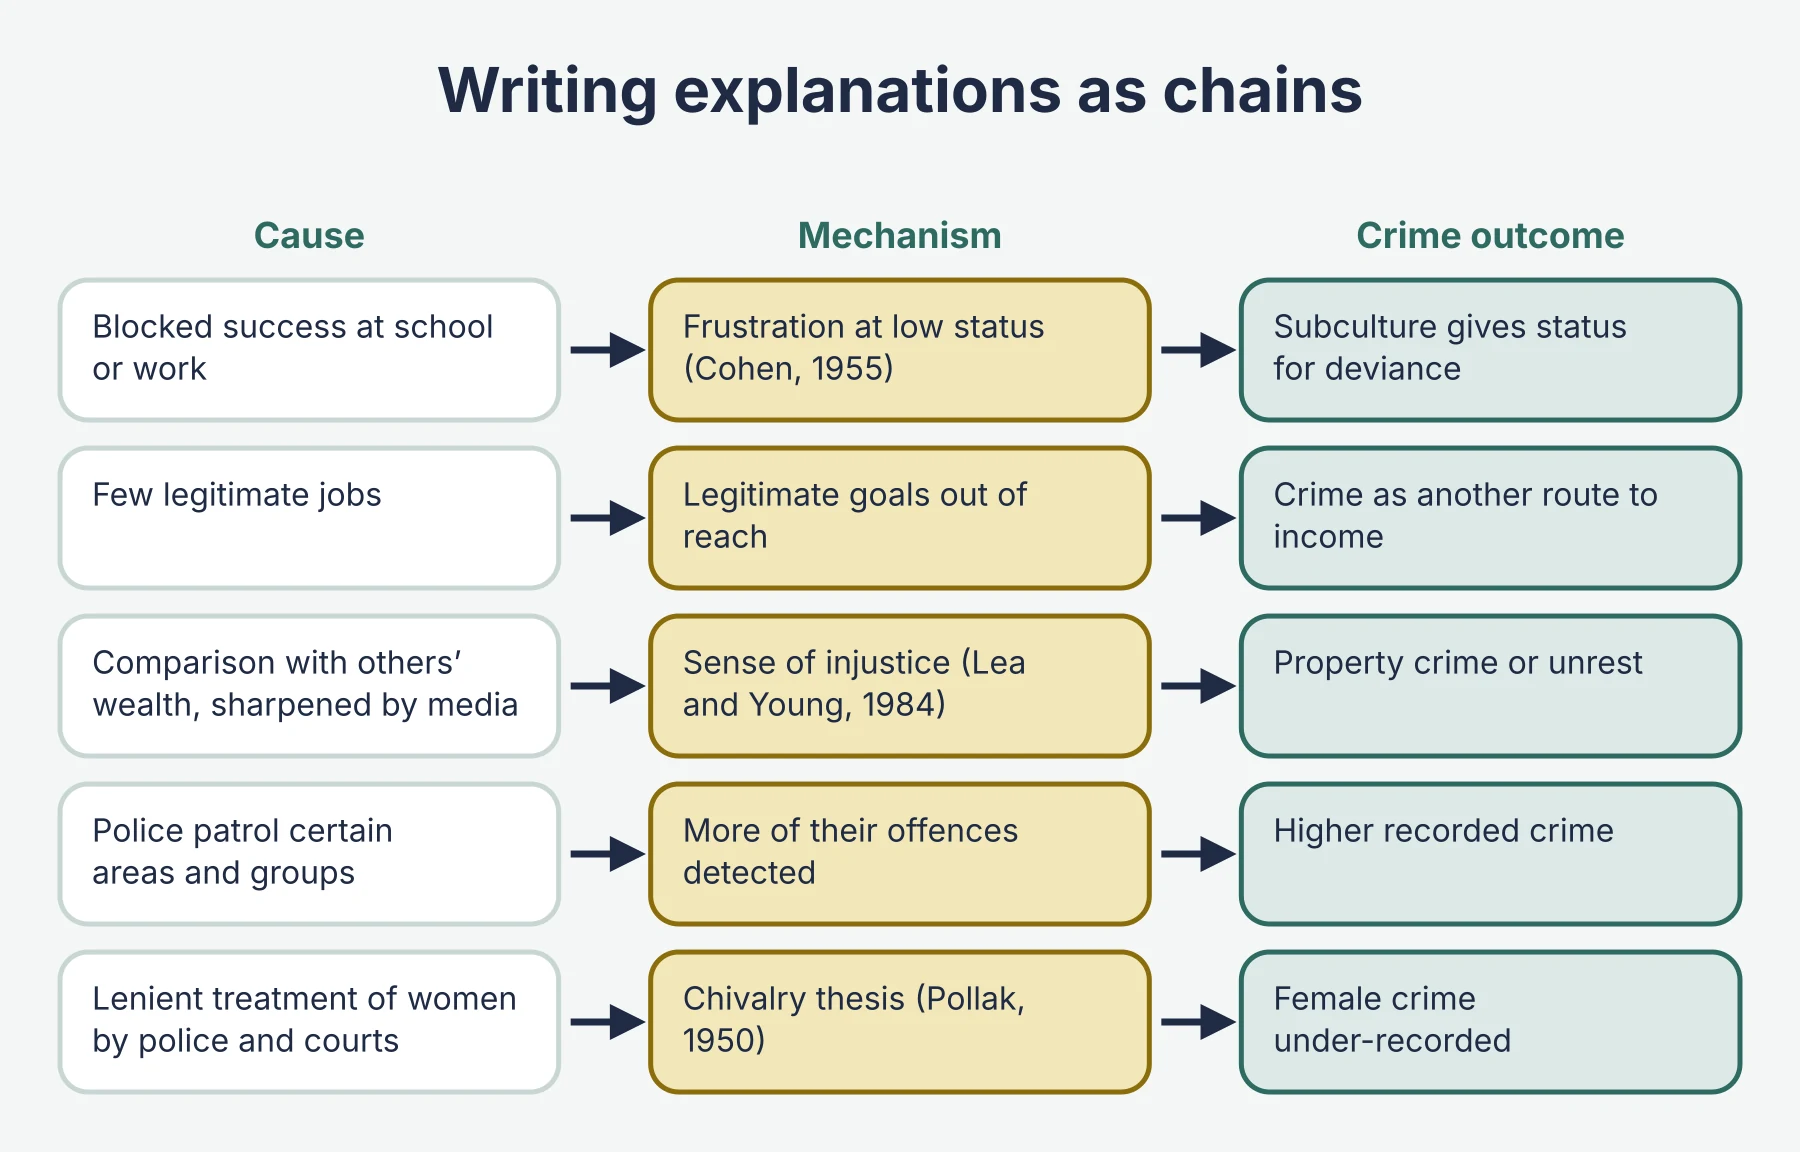 Writing explanations as chains
Cause
Mechanism
Crime outcome
Blocked success at school
or work
Frustration at low status
(Cohen, 1955)
Subculture gives status
for deviance
Few legitimate jobs
Legitimate goals out of
reach
Crime as another route to
income
Comparison with others’
wealth, sharpened by media
Sense of injustice (Lea
and Young, 1984)
Property crime or unrest
Police patrol certain
areas and groups
More of their offences
detected
Higher recorded crime
Lenient treatment of women
by police and courts
Chivalry thesis (Pollak,
1950)
Female crime
under-recorded